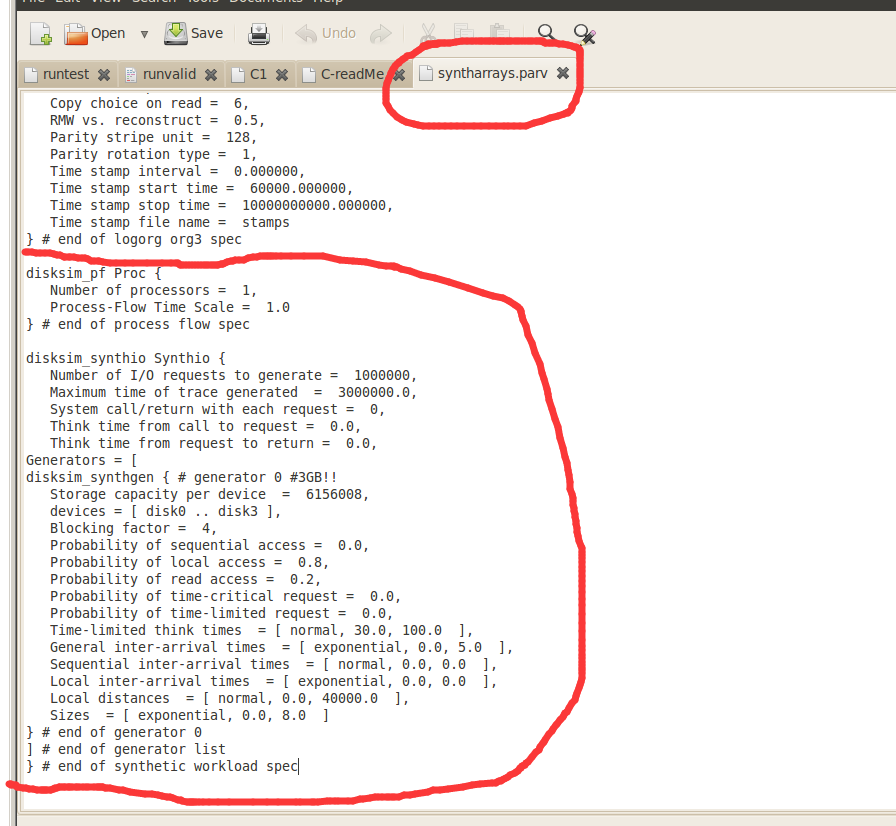 File Edit View Search Tools Documents Help
Open Save Undo
runtest runvalid C1 C-readMe syntharrays.parv
Copy choice on read =  6,
RMW vs. reconstruct =  0.5,
Parity stripe unit =  128,
Parity rotation type =  1,
Time stamp interval =  0.000000,
Time stamp start time =  60000.000000,
Time stamp stop time =  10000000000.000000,
Time stamp file name =  stamps
} # end of logorg org3 spec
disksim_pf Proc {
Number of processors =  1,
Process-Flow Time Scale =  1.0
} # end of process flow spec
disksim_synthio Synthio {
Number of I/O requests to generate =  1000000,
Maximum time of trace generated  =  3000000.0,
System call/return with each request =  0,
Think time from call to request =  0.0,
Think time from request to return =  0.0,
Generators = [
disksim_synthgen { # generator 0 #3GB!!
Storage capacity per device  =  6156008,
devices = [ disk0 .. disk3 ],
Blocking factor =  4,
Probability of sequential access =  0.0,
Probability of local access =  0.8,
Probability of read access =  0.2,
Probability of time-critical request =  0.0,
Probability of time-limited request =  0.0,
Time-limited think times  = [ normal, 30.0, 100.0  ],
General inter-arrival times  = [ exponential, 0.0, 5.0  ],
Sequential inter-arrival times  = [ normal, 0.0, 0.0  ],
Local inter-arrival times  = [ exponential, 0.0, 0.0  ],
Local distances  = [ normal, 0.0, 40000.0  ],
Sizes  = [ exponential, 0.0, 8.0  ]
} # end of generator 0
] # end of generator list
} # end of synthetic workload spec